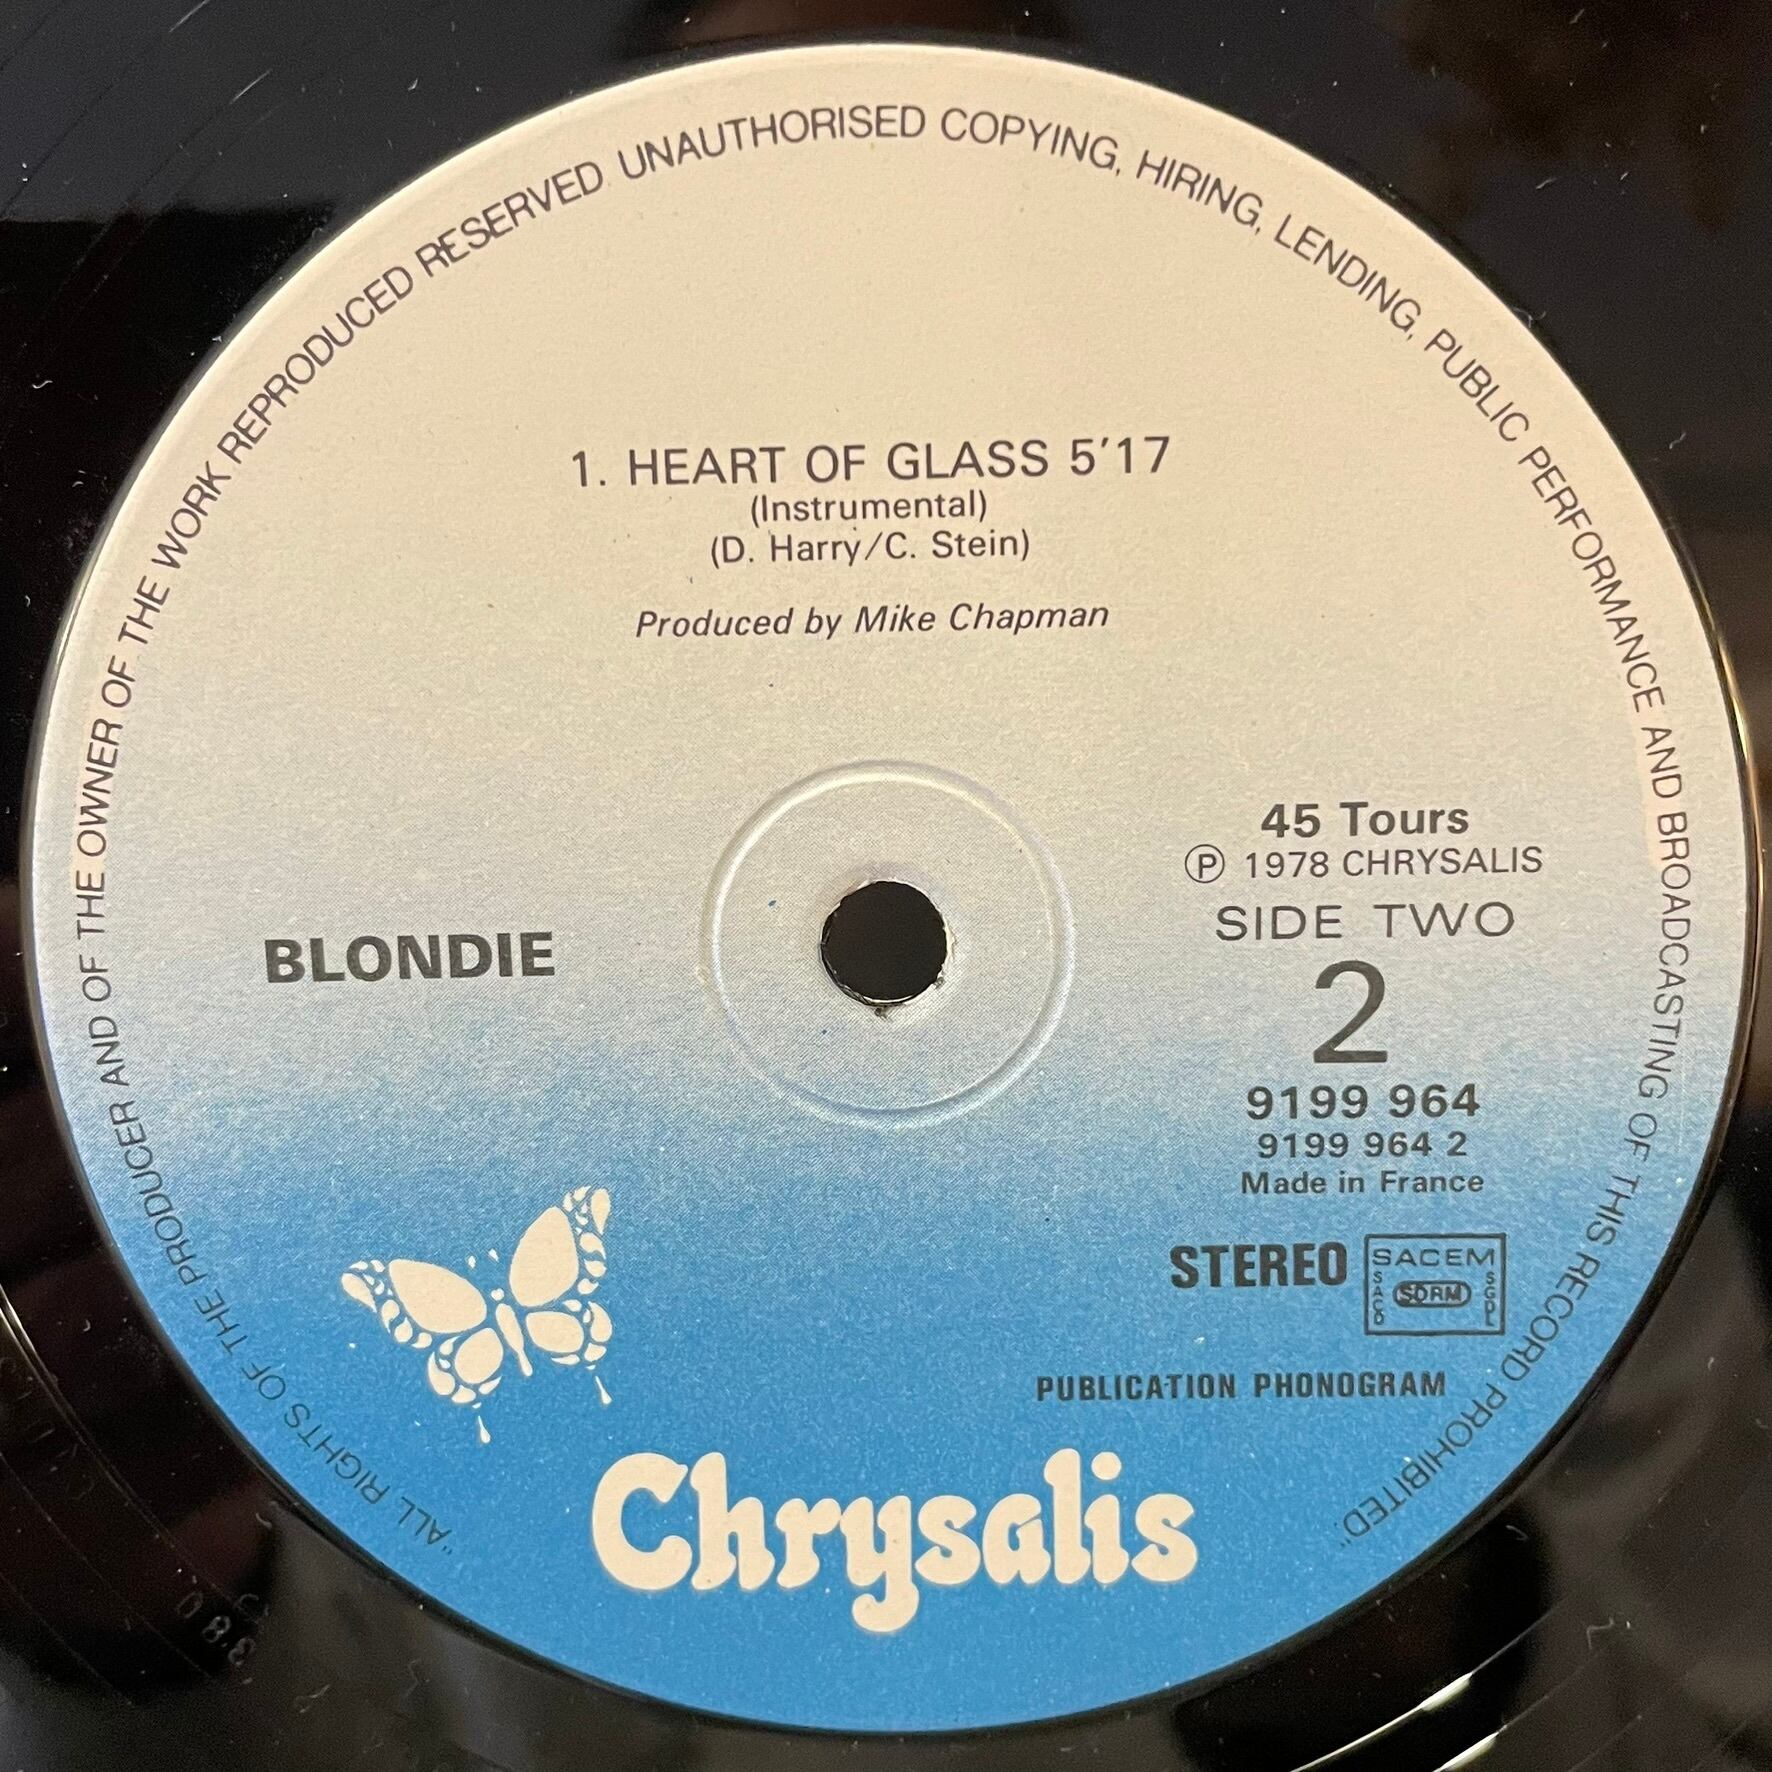 "ALL RIGHTS OF THE PRODUCER AND OF THE OWNER OF THE WORK REPRODUCED RESERVED UNAUTHORISED COPYING, HIRING, LENDING, PUBLIC PERFORMANCE AND BROADCASTING OF THIS RECORD PROHIBITED."
1. HEART OF GLASS 5'17
(Instrumental)
(D. Harry/C. Stein)
Produced by Mike Chapman
BLONDIE
45 Tours
Ⓟ 1978 CHRYSALIS
SIDE TWO
2
9199 964
9199 964 2
Made in France
STEREO
SACEM
SACD
SDRM
SGDL
PUBLICATION PHONOGRAM
Chrysalis